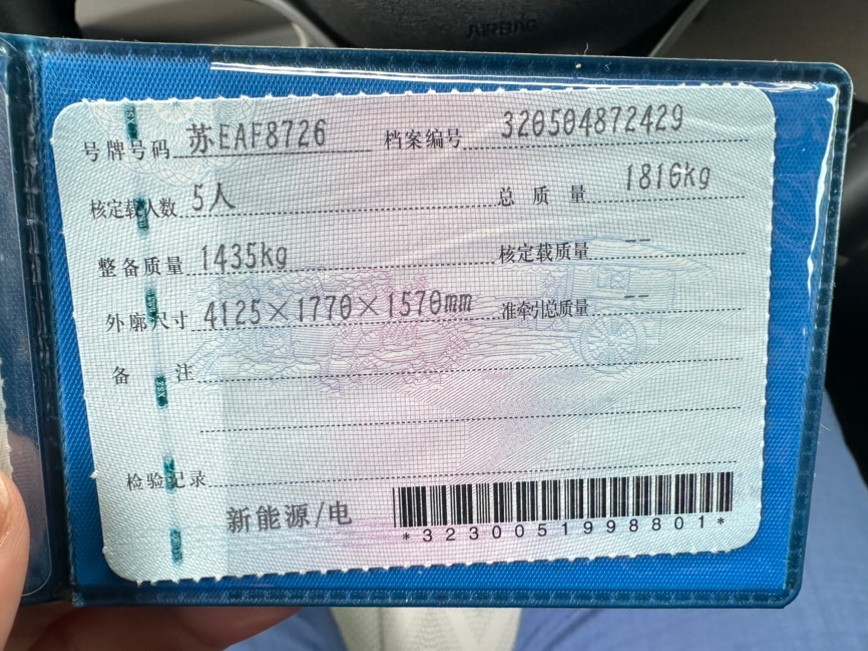 AIRBAG
号牌号码 苏EAF8726 档案编号 320504872429
核定载人数 5人 总质量 1816kg
整备质量 1435kg 核定载质量 --
外廓尺寸 4125×1770×1570mm 准牵引总质量 --
备注
检验记录
新能源/电
*3230051998801*